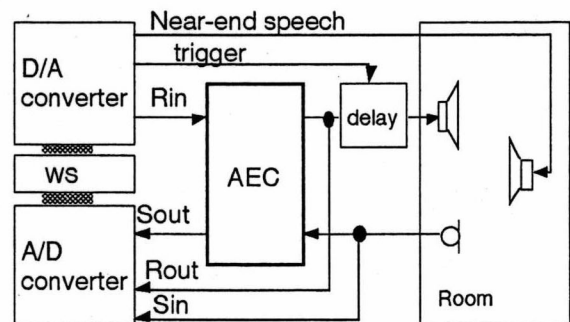 Near-end speech
D/A
converter
trigger
Rin
delay
AEC
WS
Sout
A/D
converter
Rout
Sin
Room